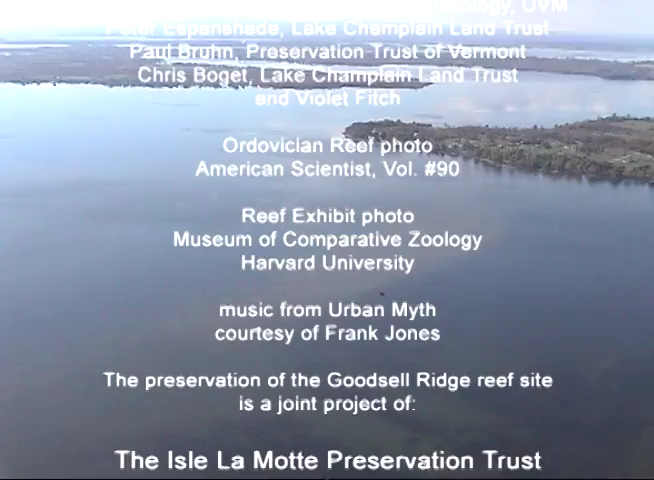 Zoology, UVM
Peter Espenshade, Lake Champlain Land Trust
Paul Bruhn, Preservation Trust of Vermont
Chris Boget, Lake Champlain Land Trust
and Violet Fitch
Ordovician Reef photo
American Scientist, Vol. #90
Reef Exhibit photo
Museum of Comparative Zoology
Harvard University
music from Urban Myth
courtesy of Frank Jones
The preservation of the Goodsell Ridge reef site
is a joint project of:
The Isle La Motte Preservation Trust